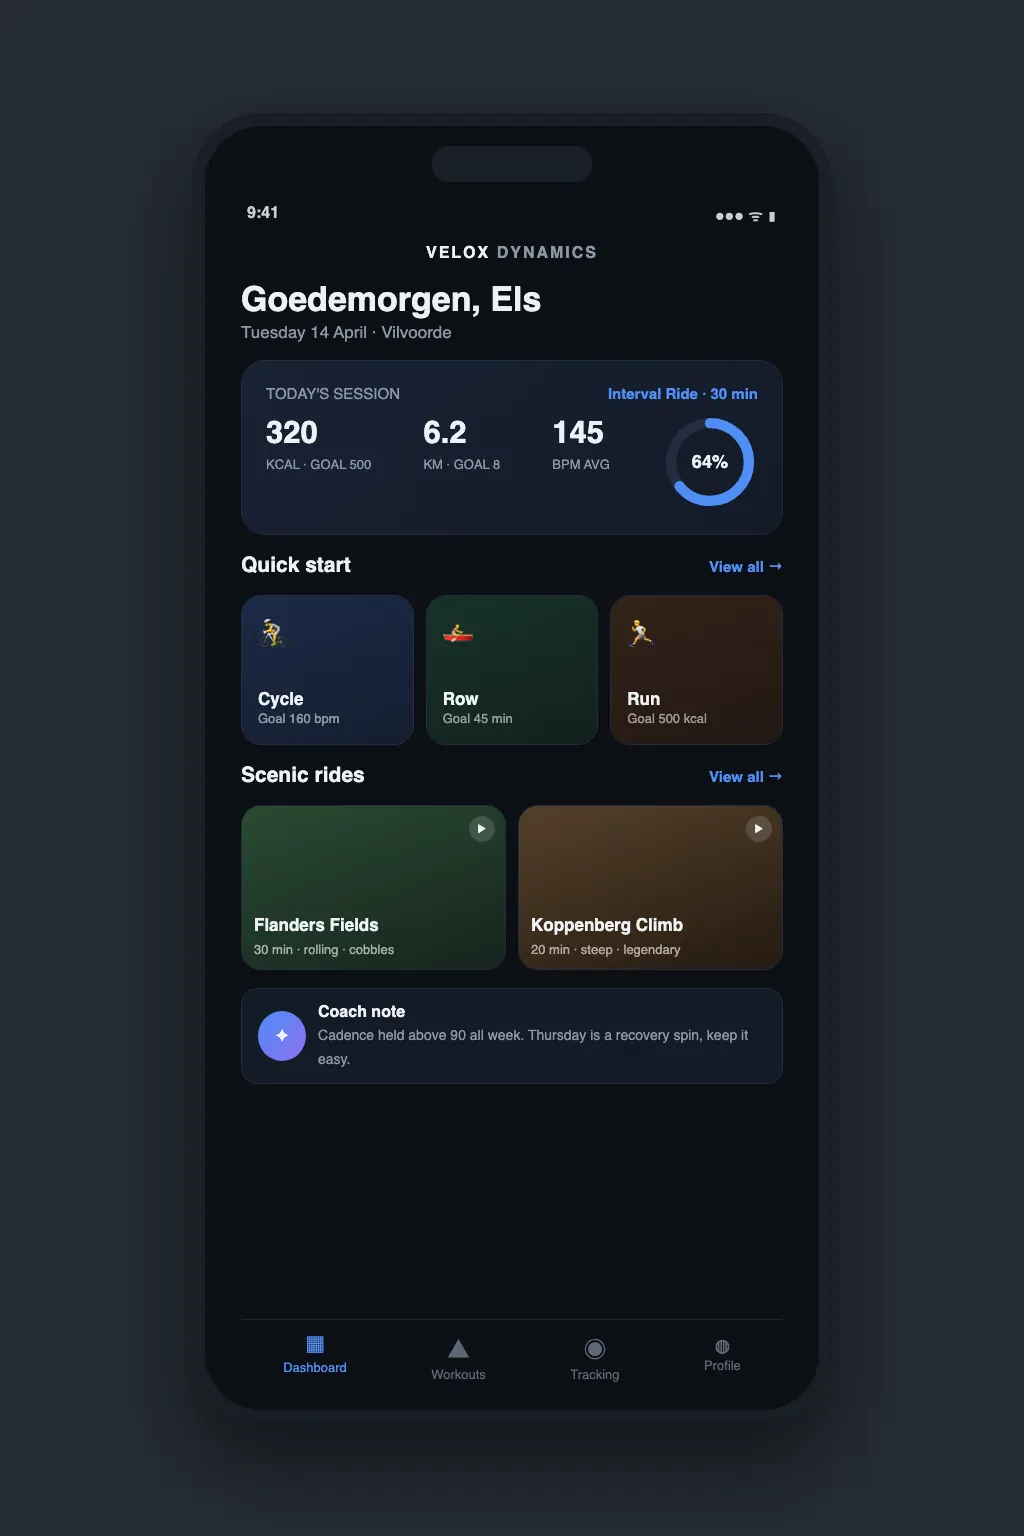 9:41
VELOX DYNAMICS
Goedemorgen, Els
Tuesday 14 April · Vilvoorde
TODAY'S SESSION
Interval Ride · 30 min
320
KCAL · GOAL 500
6.2
KM · GOAL 8
145
BPM AVG
64%
Quick start
View all →
Cycle
Goal 160 bpm
Row
Goal 45 min
Run
Goal 500 kcal
Scenic rides
View all →
Flanders Fields
30 min · rolling · cobbles
Koppenberg Climb
20 min · steep · legendary
Coach note
Cadence held above 90 all week. Thursday is a recovery spin, keep it
easy.
Dashboard
Workouts
Tracking
Profile